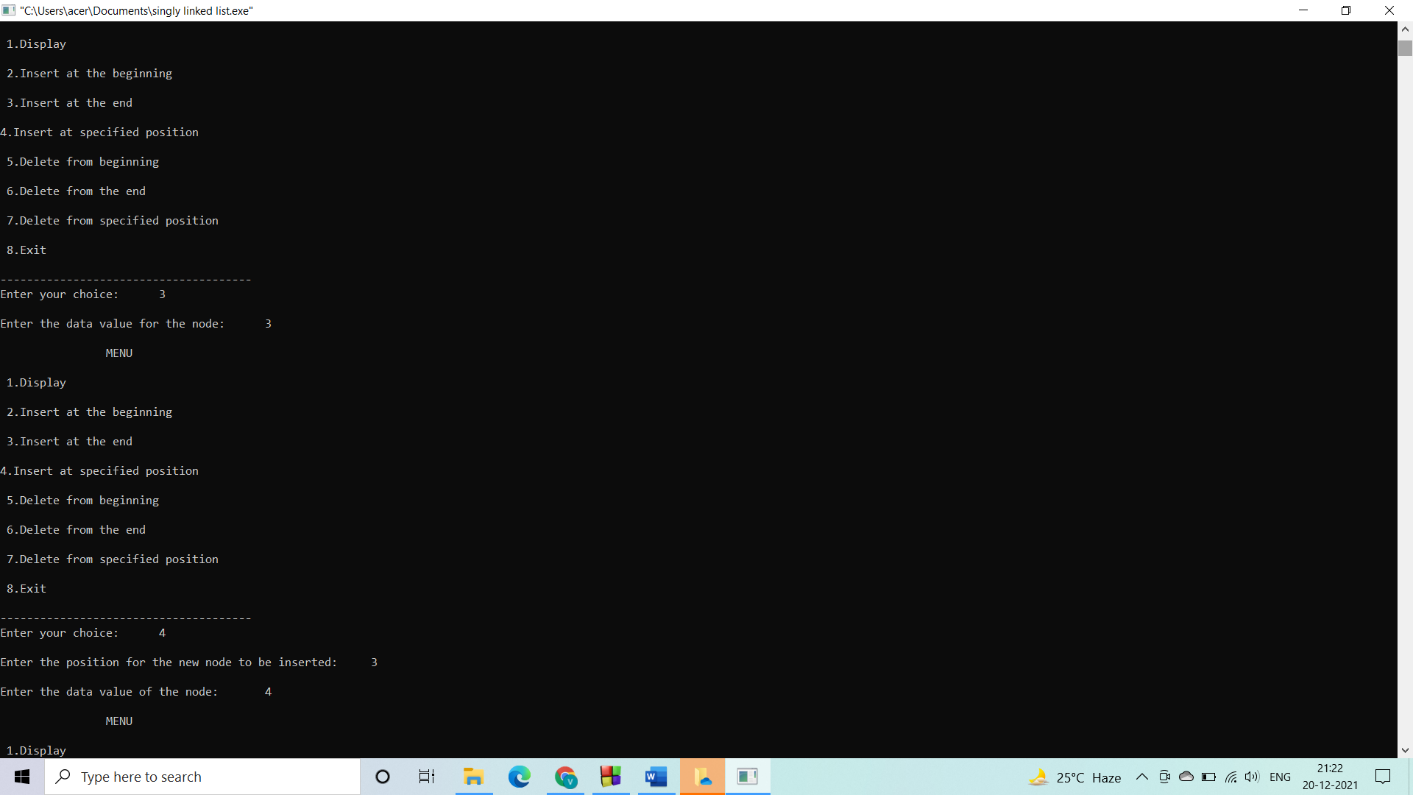 "C:\Users\acer\Documents\singly linked list.exe"
1.Display
2.Insert at the beginning
3.Insert at the end
4.Insert at specified position
5.Delete from beginning
6.Delete from the end
7.Delete from specified position
8.Exit
--------------------------------------
Enter your choice: 3
Enter the data value for the node: 3
MENU
1.Display
2.Insert at the beginning
3.Insert at the end
4.Insert at specified position
5.Delete from beginning
6.Delete from the end
7.Delete from specified position
8.Exit
--------------------------------------
Enter your choice: 4
Enter the position for the new node to be inserted: 3
Enter the data value of the node: 4
MENU
1.Display
Type here to search
25°C Haze
ENG
21:22
20-12-2021